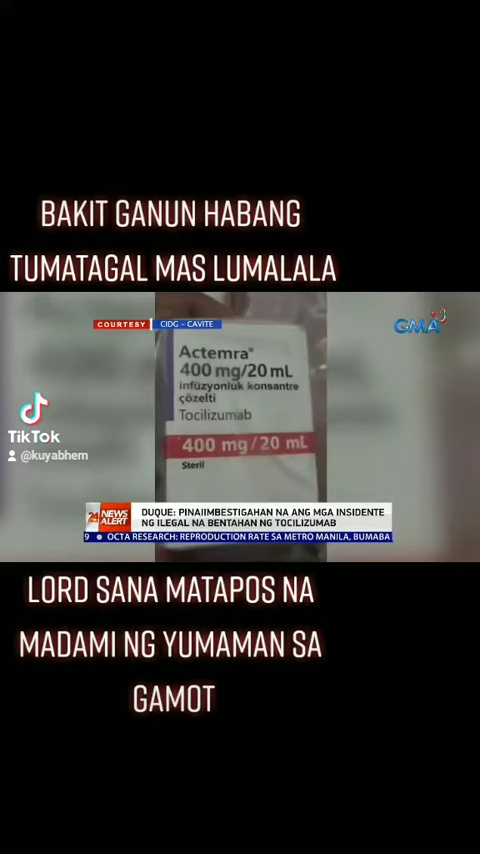 BAKIT GANUN HABANG
TUMATAGAL MAS LUMALALA
COURTESY CIDG – CAVITE
GMA
Actemra®
400 mg/20 mL
infüzyonluk konsantre
çözelti
Tocilizumab
400 mg/20 mL
Steril
TikTok
@kuyabhem
24 NEWS ALERT
DUQUE: PINAIIMBESTIGAHAN NA ANG MGA INSIDENTE
NG ILEGAL NA BENTAHAN NG TOCILIZUMAB
9 ● OCTA RESEARCH: REPRODUCTION RATE SA METRO MANILA, BUMABA
LORD SANA MATAPOS NA
MADAMI NG YUMAMAN SA
GAMOT